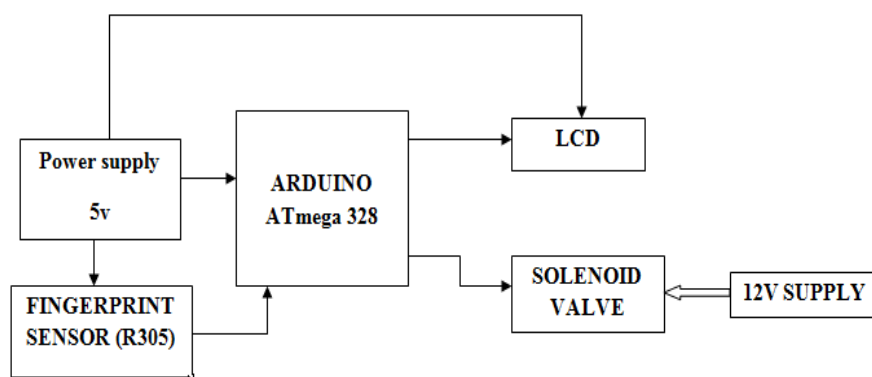 Power supply
5v
ARDUINO
ATmega 328
LCD
FINGERPRINT
SENSOR (R305)
SOLENOID
VALVE
12V SUPPLY